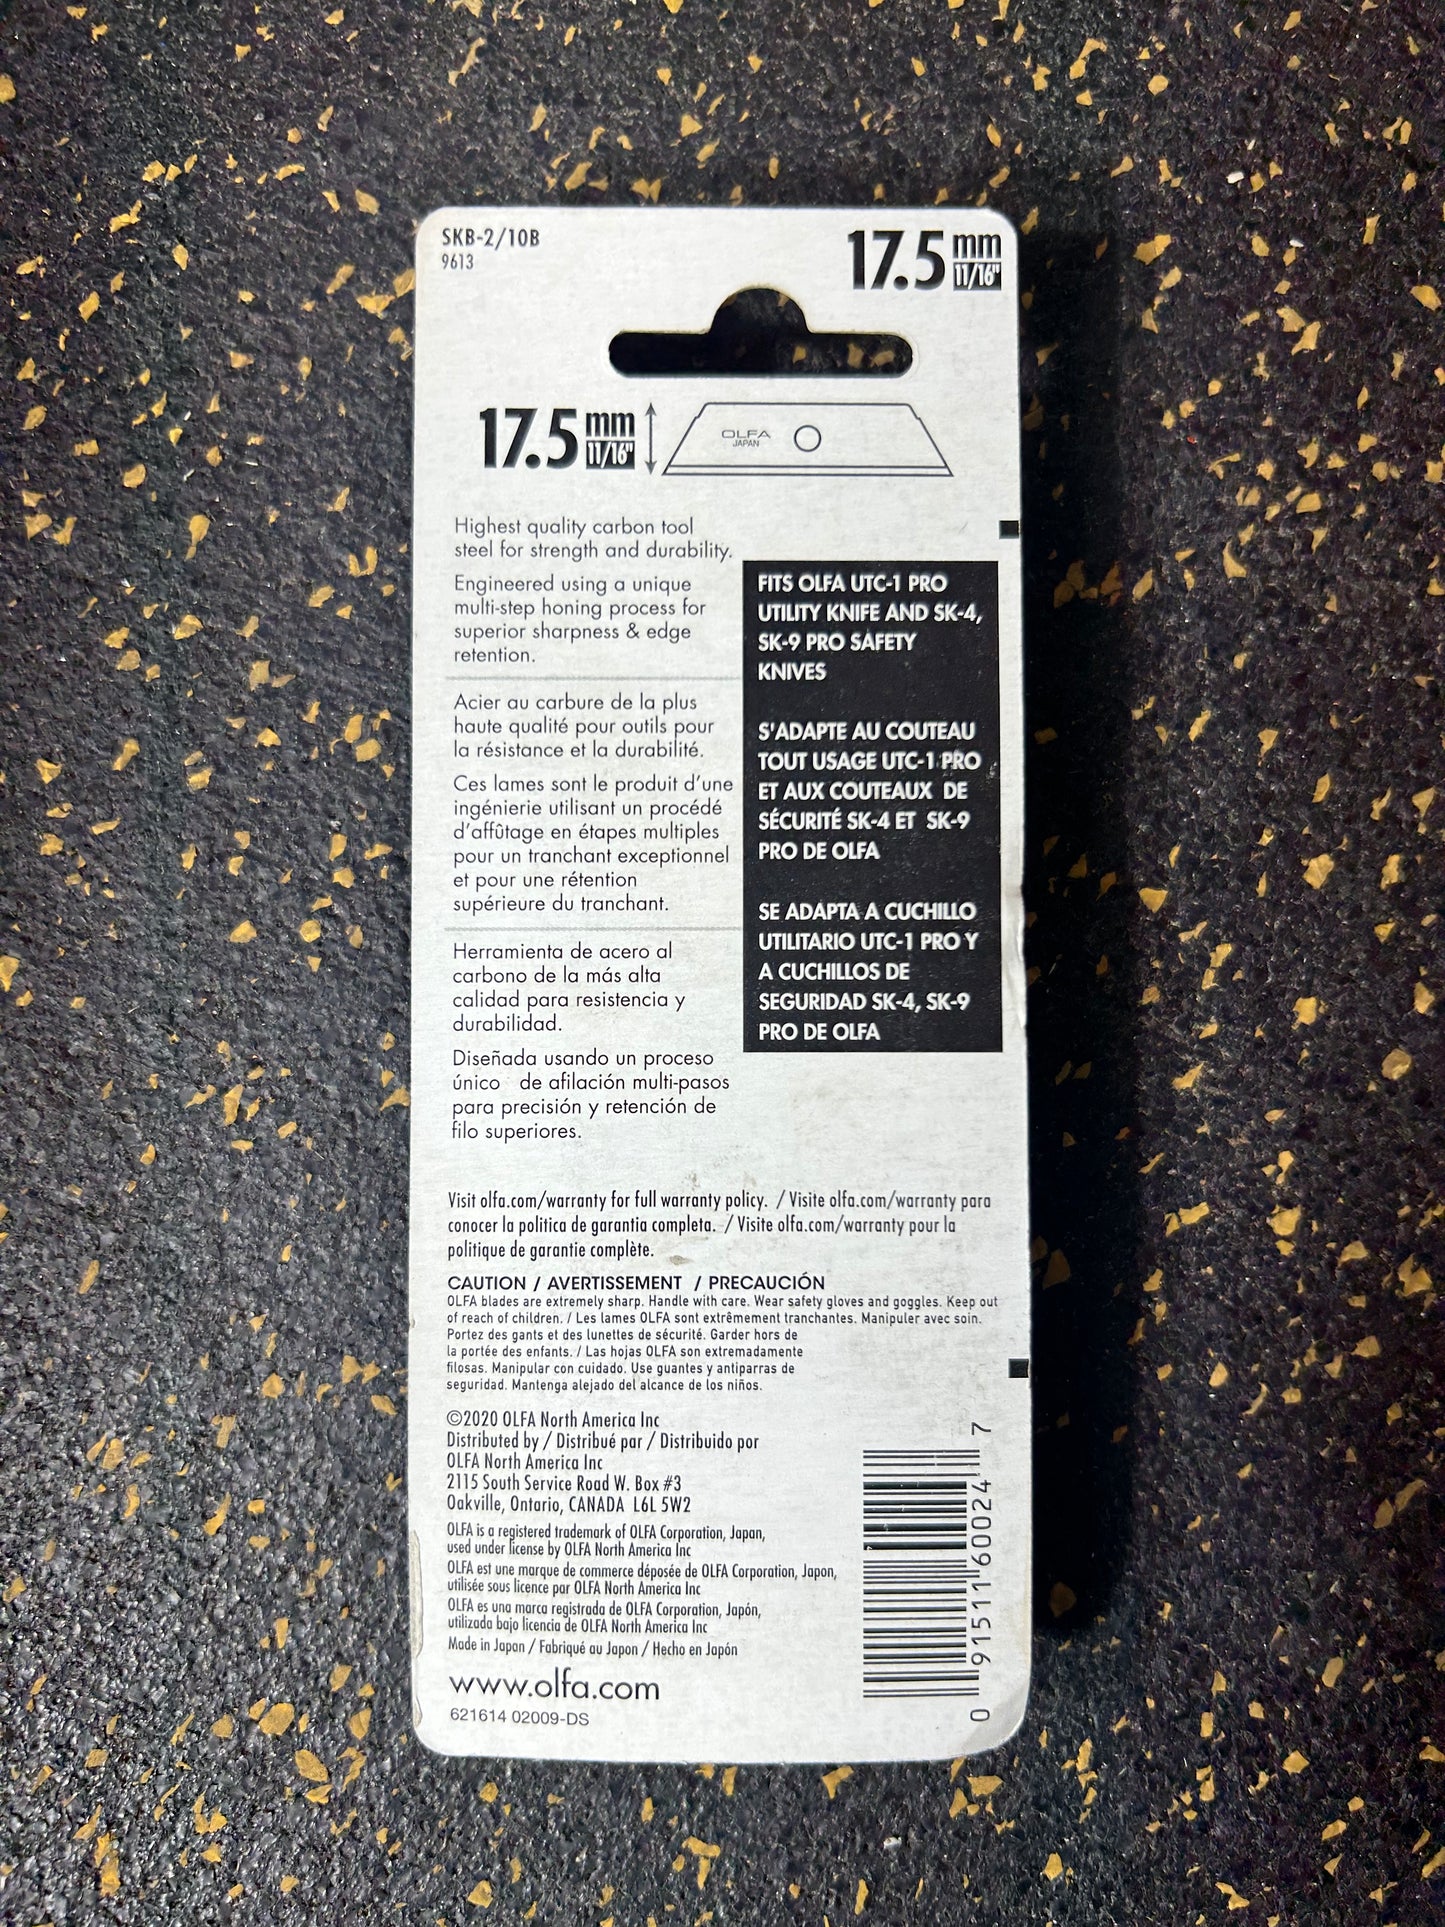 SKB-2/10B
9613
17.5 mm
11/16"
17.5 mm
11/16"
OLFA
JAPAN
Highest quality carbon tool
steel for strength and durability.
Engineered using a unique
multi-step honing process for
superior sharpness & edge
retention.
Acier au carbure de la plus
haute qualité pour outils pour
la résistance et la durabilité.
Ces lames sont le produit d'une
ingénierie utilisant un procédé
d'affûtage en étapes multiples
pour un tranchant exceptionnel
et pour une rétention
supérieure du tranchant.
Herramienta de acero al
carbono de la más alta
calidad para resistencia y
durabilidad.
Diseñada usando un proceso
único de afilación multi-pasos
para precisión y retención de
filo superiores.
FITS OLFA UTC-1 PRO
UTILITY KNIFE AND SK-4,
SK-9 PRO SAFETY
KNIVES
S'ADAPTE AU COUTEAU
TOUT USAGE UTC-1 PRO
ET AUX COUTEAUX DE
SÉCURITÉ SK-4 ET SK-9
PRO DE OLFA
SE ADAPTA A CUCHILLO
UTILITARIO UTC-1 PRO Y
A CUCHILLOS DE
SEGURIDAD SK-4, SK-9
PRO DE OLFA
Visit olfa.com/warranty for full warranty policy. / Visite olfa.com/warranty para
conocer la politica de garantia completa. / Visite olfa.com/warranty pour la
politique de garantie complète.
CAUTION / AVERTISSEMENT / PRECAUCIÓN
OLFA blades are extremely sharp. Handle with care. Wear safety gloves and goggles. Keep out
of reach of children. / Les lames OLFA sont extrêmement tranchantes. Manipuler avec soin.
Portez des gants et des lunettes de sécurité. Garder hors de
la portée des enfants. / Las hojas OLFA son extremadamente
filosas. Manipular con cuidado. Use guantes y antiparras de
seguridad. Mantenga alejado del alcance de los niños.
©2020 OLFA North America Inc
Distributed by / Distribué par / Distribuido por
OLFA North America Inc
2115 South Service Road W. Box #3
Oakville, Ontario, CANADA L6L 5W2
OLFA is a registered trademark of OLFA Corporation, Japan,
used under license by OLFA North America Inc
OLFA est une marque de commerce déposée de OLFA Corporation, Japon,
utilisée sous licence par OLFA North America Inc
OLFA es una marca registrada de OLFA Corporation, Japón,
utilizada bajo licencia de OLFA North America Inc
Made in Japan / Fabriqué au Japon / Hecho en Japón
www.olfa.com
621614 02009-DS
0 91511 60024 7